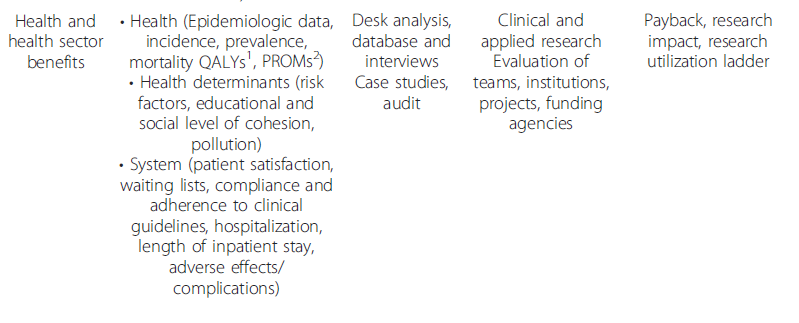 Health and
health sector
benefits
• Health (Epidemiologic data,
incidence, prevalence,
mortality QALYs1, PROMs2)
• Health determinants (risk
factors, educational and
social level of cohesion,
pollution)
• System (patient satisfaction,
waiting lists, compliance and
adherence to clinical
guidelines, hospitalization,
length of inpatient stay,
adverse effects/
complications)
Desk analysis,
database and
interviews
Case studies,
audit
Clinical and
applied research
Evaluation of
teams, institutions,
projects, funding
agencies
Payback, research
impact, research
utilization ladder